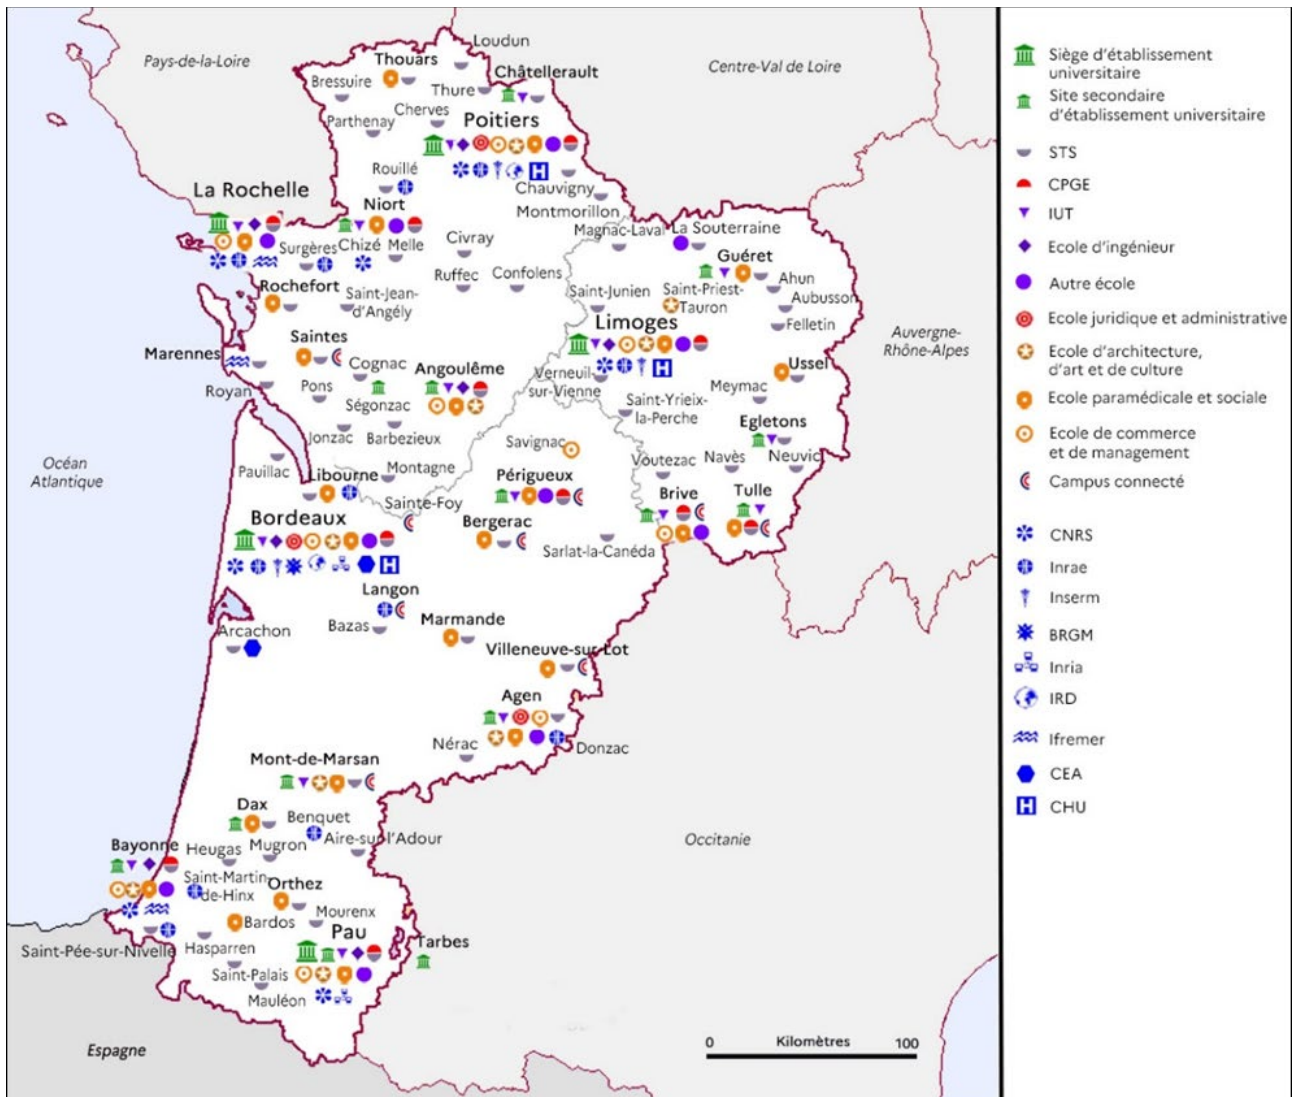 Loudun
Pays-de-la-Loire
Thouars
Centre-Val de Loire
Châtellerault
Bressuire
Thure
Cherves
Parthenay
Poitiers
Rouillé
La Rochelle
Chauvigny
Niort
Montmorillon
Magnac-Laval
La Souterraine
Surgères
Chizé
Melle
Civray
Guéret
Ruffec
Confolens
Ahun
Rochefort
Saint-Jean-
d'Angély
Saint-Junien
Saint-Priest-
Tauron
Aubusson
Limoges
Felletin
Saintes
Auvergne-
Rhône-Alpes
Marennes
Cognac
Angoulême
Ussel
Verneuil-
sur-Vienne
Meymac
Royan
Pons
Ségonzac
Saint-Yrieix-
la-Perche
Egletons
Jonzac
Barbezieux
Savignac
Océan
Atlantique
Pauillac
Montagne
Voutezac
Navès
Neuvic
Libourne
Périgueux
Brive
Tulle
Sainte-Foy
Bordeaux
Bergerac
Sarlat-la-Canéda
Langon
Bazas
Marmande
Arcachon
Villeneuve-sur-Lot
Agen
Nérac
Donzac
Mont-de-Marsan
Dax
Benquet
Bayonne
Heugas
Mugron
Aire-sur-l'Adour
Occitanie
Saint-Martin-
de-Hinx
Orthez
Bardos
Mourenx
Pau
Tarbes
Saint-Pée-sur-Nivelle
Hasparren
Saint-Palais
Mauléon
Espagne
0 Kilomètres 100
Siège d'établissement
universitaire
Site secondaire
d'établissement universitaire
STS
CPGE
IUT
Ecole d'ingénieur
Autre école
Ecole juridique et administrative
Ecole d'architecture,
d'art et de culture
Ecole paramédicale et sociale
Ecole de commerce
et de management
Campus connecté
CNRS
Inrae
Inserm
BRGM
Inria
IRD
Ifremer
CEA
CHU